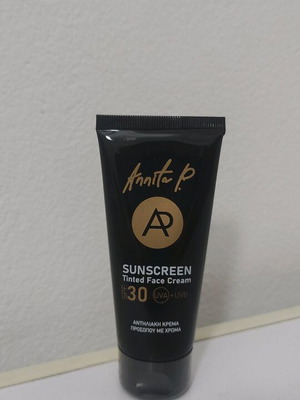 Annita P.
AP
SUNSCREEN
Tinted Face Cream
30 UVA + UVB
ΑΝΤΗΛΙΑΚΗ ΚΡΕΜΑ
ΠΡΟΣΩΠΟΥ ΜΕ ΧΡΩΜΑ